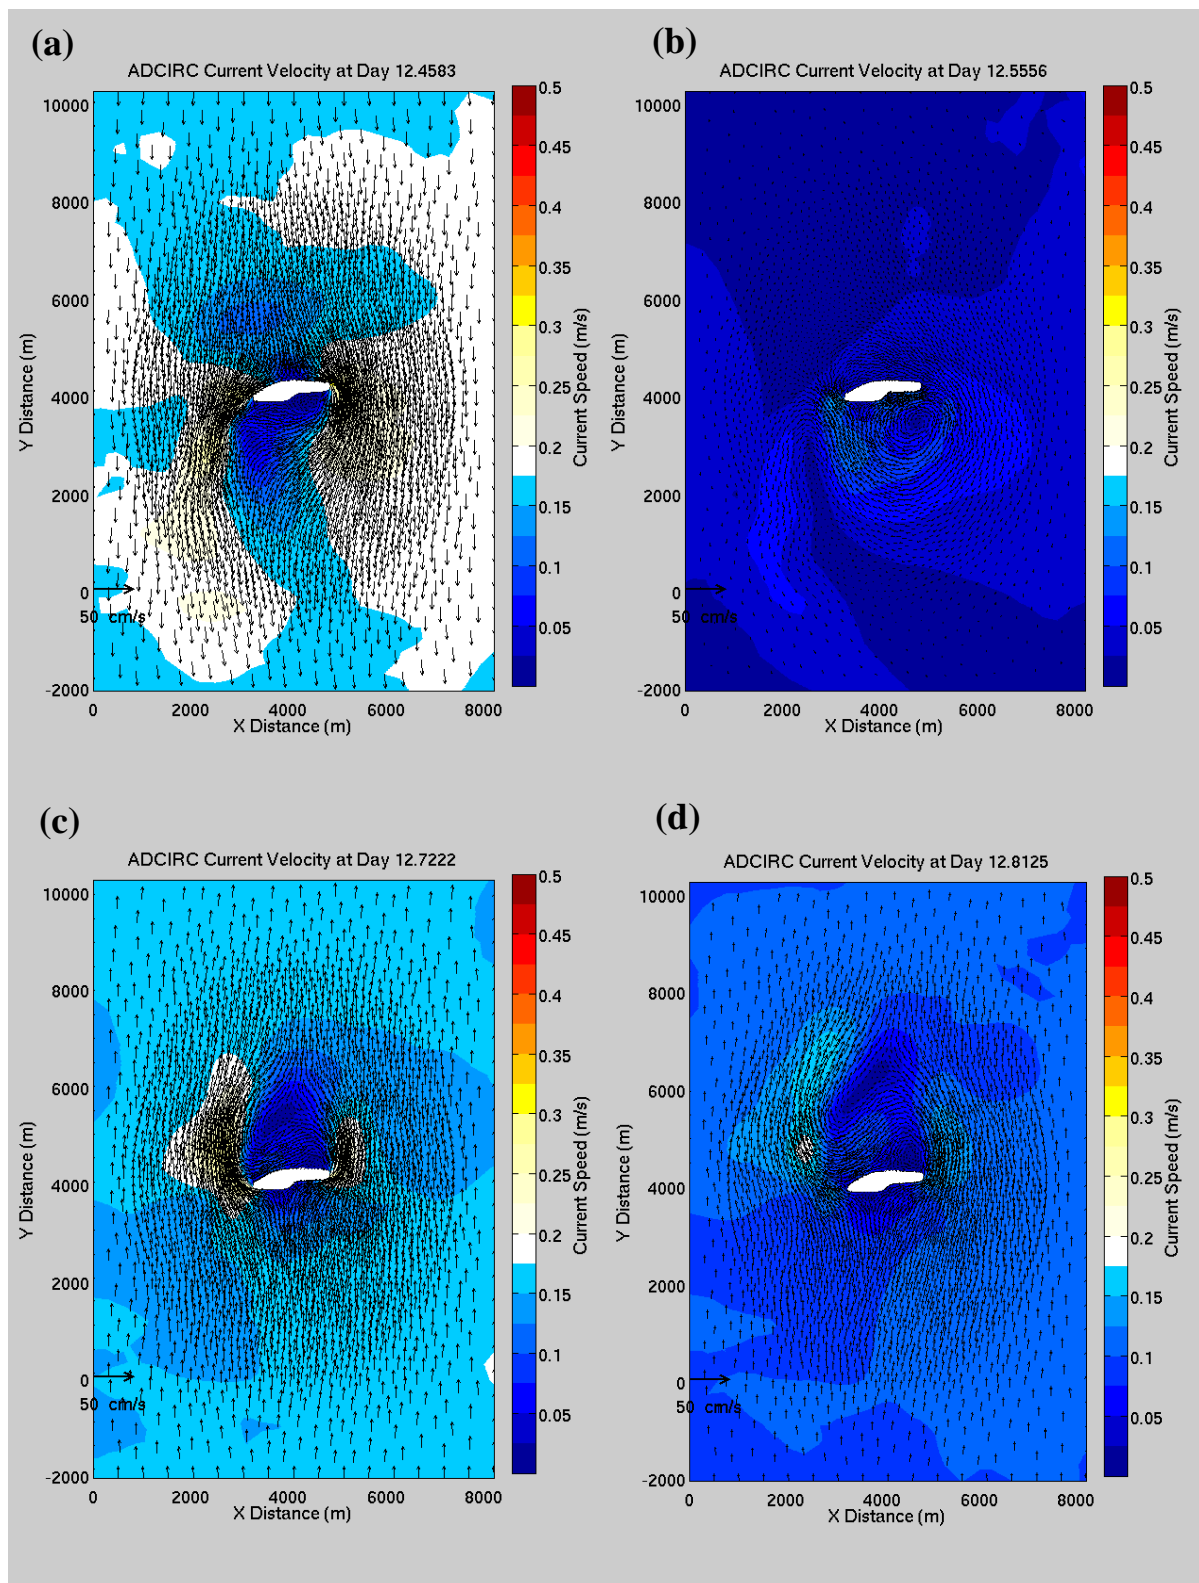 (a)
ADCIRC Current Velocity at Day 12.4583
10000
8000
6000
4000
2000
0
-2000
Y Distance (m)
50 cm/s
0 2000 4000 6000 8000
X Distance (m)
0.5
0.45
0.4
0.35
0.3
0.25
0.2
0.15
0.1
0.05
Current Speed (m/s)
(b)
ADCIRC Current Velocity at Day 12.5556
10000
8000
6000
4000
2000
0
-2000
Y Distance (m)
50 cm/s
0 2000 4000 6000 8000
X Distance (m)
0.5
0.45
0.4
0.35
0.3
0.25
0.2
0.15
0.1
0.05
Current Speed (m/s)
(c)
ADCIRC Current Velocity at Day 12.7222
10000
8000
6000
4000
2000
0
-2000
Y Distance (m)
50 cm/s
0 2000 4000 6000 8000
X Distance (m)
0.5
0.45
0.4
0.35
0.3
0.25
0.2
0.15
0.1
0.05
Current Speed (m/s)
(d)
ADCIRC Current Velocity at Day 12.8125
10000
8000
6000
4000
2000
0
-2000
Y Distance (m)
50 cm/s
0 2000 4000 6000 8000
X Distance (m)
0.5
0.45
0.4
0.35
0.3
0.25
0.2
0.15
0.1
0.05
Current Speed (m/s)